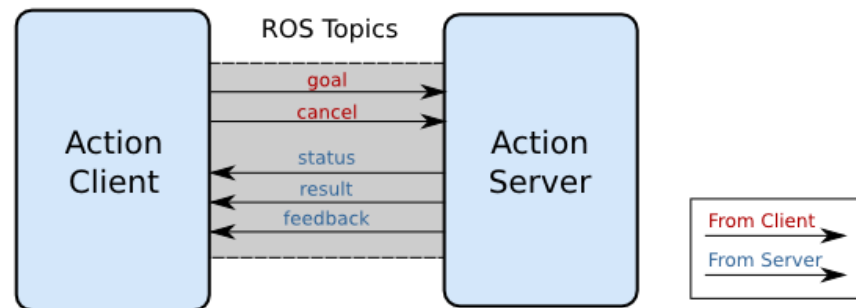 ROS Topics
Action
Client
goal
cancel
status
result
feedback
Action
Server
From Client
From Server